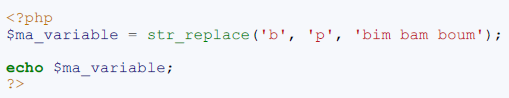 <?php
$ma_variable = str_replace('b', 'p', 'bim bam boum');
echo $ma_variable;
?>